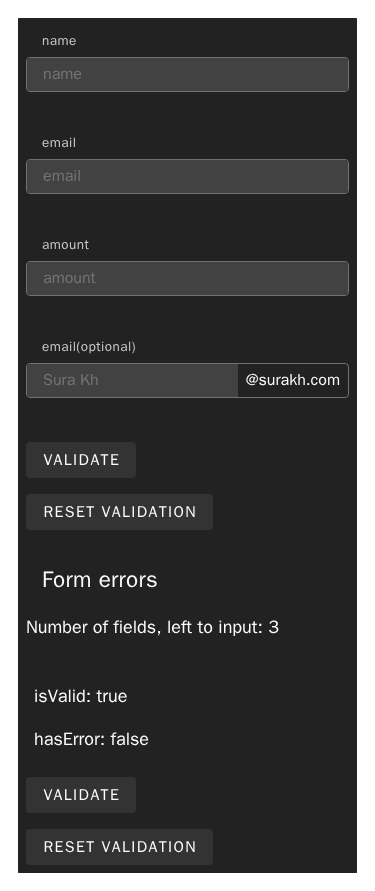 name
name
email
email
amount
amount
email(optional)
Sura Kh @surakh.com
VALIDATE
RESET VALIDATION
Form errors
Number of fields, left to input: 3
isValid: true
hasError: false
VALIDATE
RESET VALIDATION